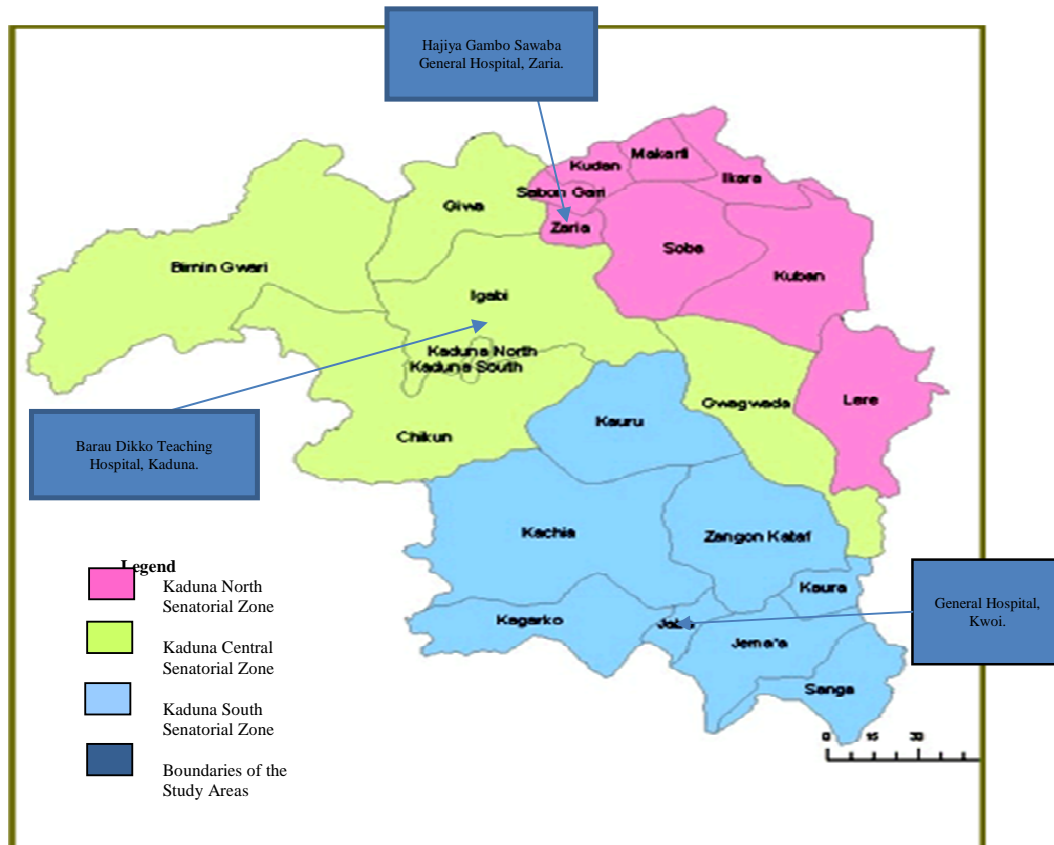 Hajiya Gambo Sawaba
General Hospital, Zaria.
Makarfi
Kudan
Ikara
Sabon Gari
Giwa
Zaria
Soba
Birnin Gwari
Kuban
Igabi
Kaduna North
Kaduna South
Gwagwada
Lere
Kauru
Chikun
Barau Dikko Teaching
Hospital, Kaduna.
Kachia
Zangon Kataf
Legend
Kaduna North
Senatorial Zone
Kaduna Central
Senatorial Zone
Kaduna South
Senatorial Zone
Boundaries of the
Study Areas
Kaura
General Hospital,
Kwoi.
Kagarko
Jema'a
Sanga
0 15 30